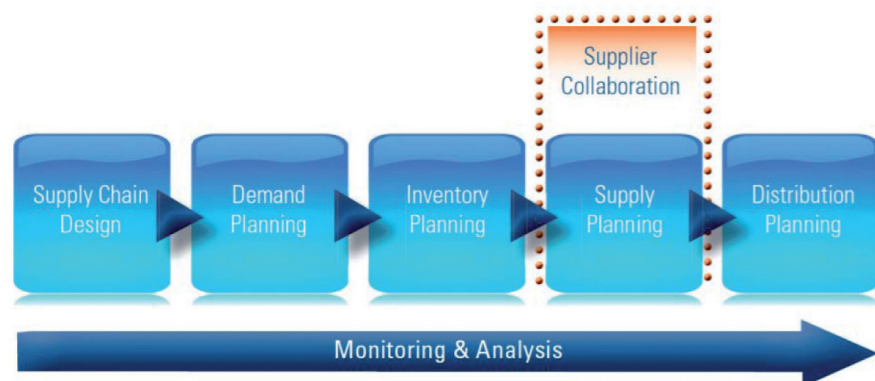 Supplier
Collaboration
Supply Chain
Design
Demand
Planning
Inventory
Planning
Supply
Planning
Distribution
Planning
Monitoring & Analysis